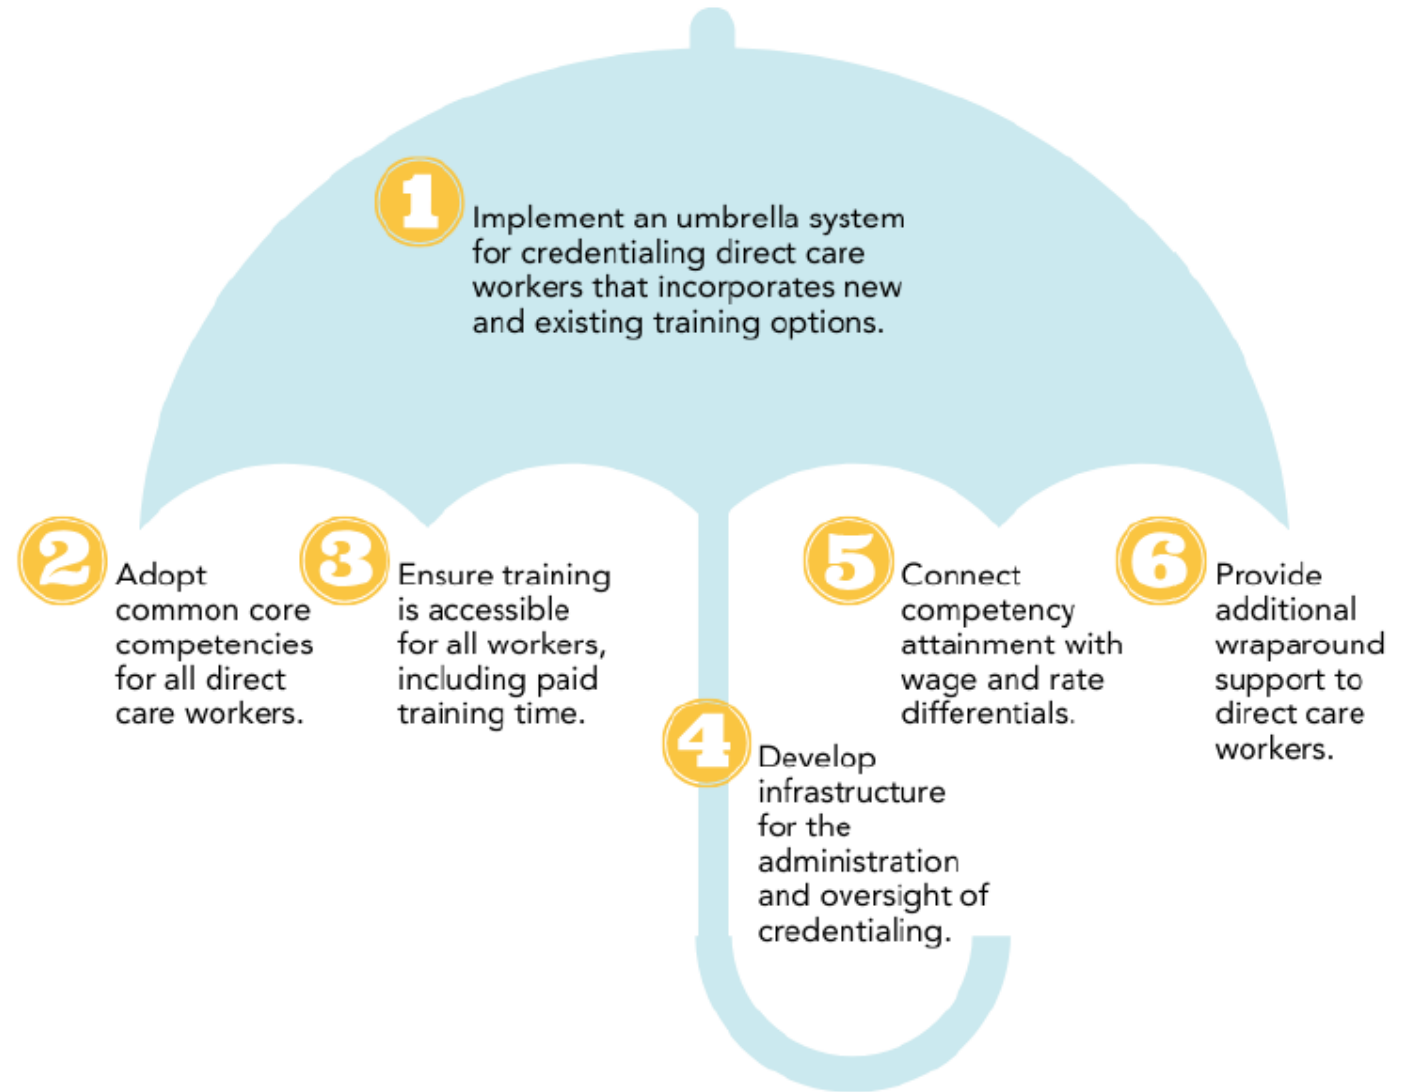 1
Implement an umbrella system
for credentialing direct care
workers that incorporates new
and existing training options.
2
Adopt
common core
competencies
for all direct
care workers.
3
Ensure training
is accessible
for all workers,
including paid
training time.
4
Develop
infrastructure
for the
administration
and oversight of
credentialing.
5
Connect
competency
attainment with
wage and rate
differentials.
6
Provide
additional
wraparound
support to
direct care
workers.